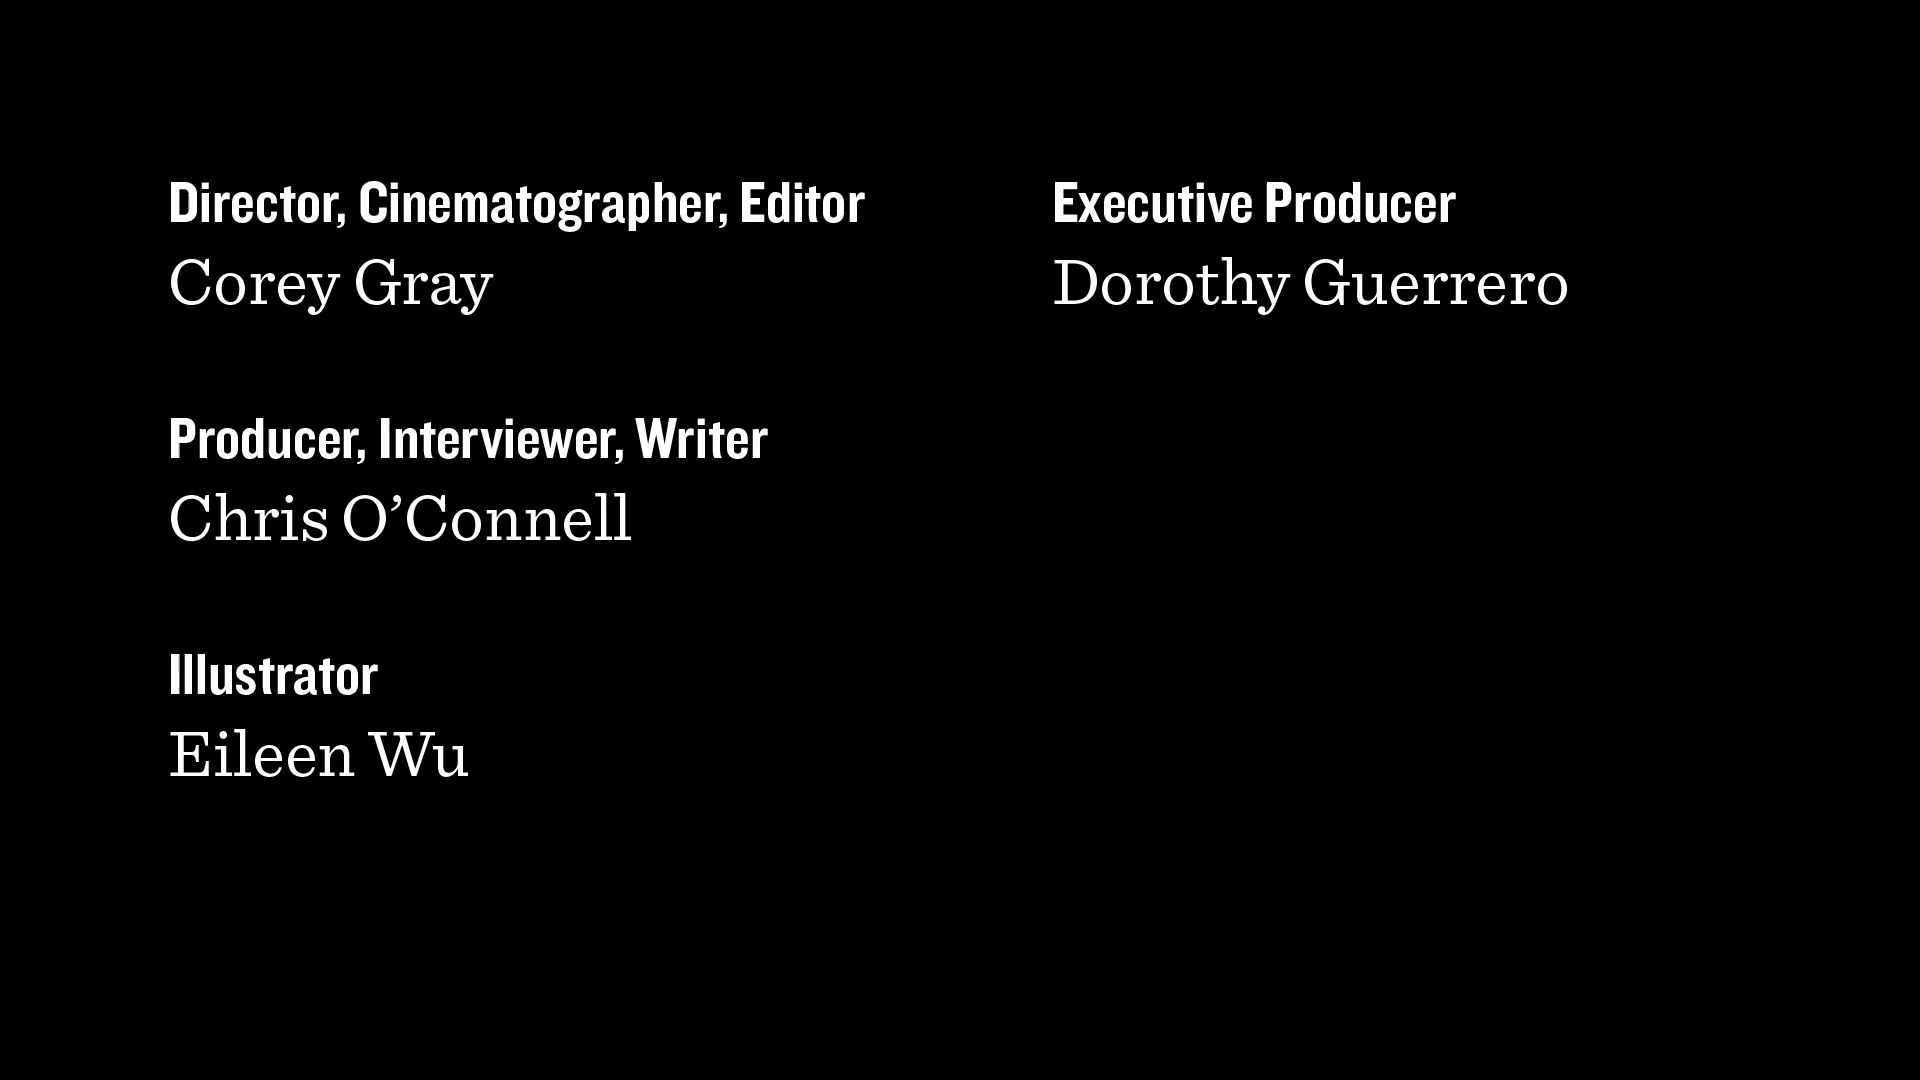 Director, Cinematographer, Editor
Corey Gray
Producer, Interviewer, Writer
Chris O’Connell
Illustrator
Eileen Wu
Executive Producer
Dorothy Guerrero